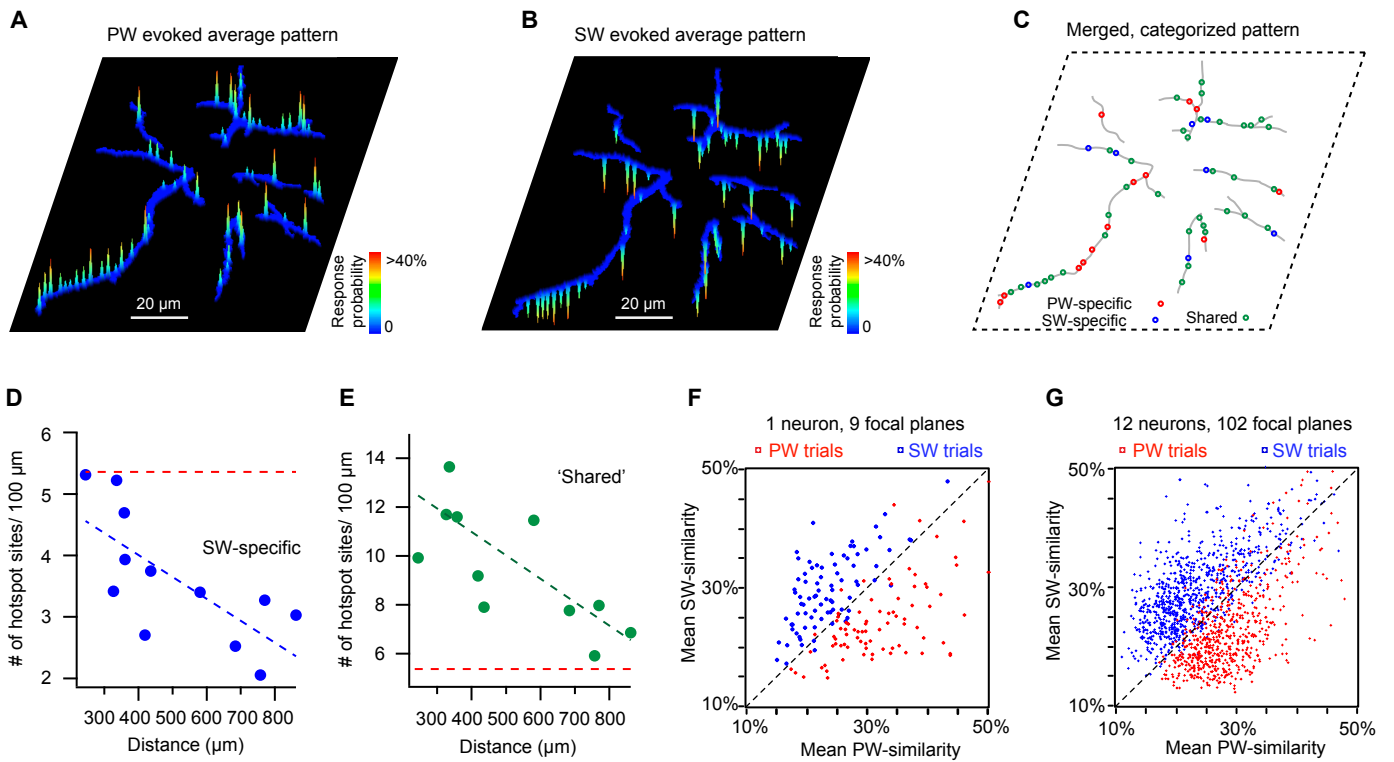 A
PW evoked average pattern
20 µm
Response
probability
>40%
0
B
SW evoked average pattern
20 µm
Response
probability
>40%
0
C
Merged, categorized pattern
PW-specific
SW-specific
Shared
D
# of hotspot sites/ 100 µm
6
5
4
3
2
SW-specific
300 400 500 600 700 800
Distance (µm)
E
# of hotspot sites/ 100 µm
14
12
10
8
6
'Shared'
300 400 500 600 700 800
Distance (µm)
F
1 neuron, 9 focal planes
PW trials SW trials
Mean SW-similarity
50%
30%
10%
10% 30% 50%
Mean PW-similarity
G
12 neurons, 102 focal planes
PW trials SW trials
Mean SW-similarity
50%
30%
10%
10% 30% 50%
Mean PW-similarity